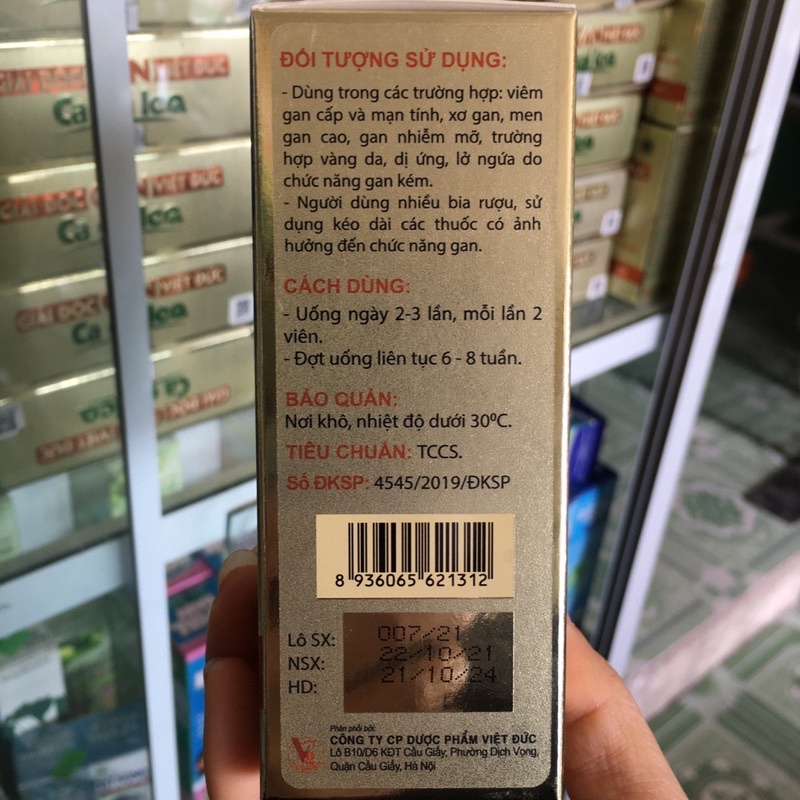 ĐỐI TƯỢNG SỬ DỤNG:
- Dùng trong các trường hợp: viêm
gan cấp và mạn tính, xơ gan, men
gan cao, gan nhiễm mỡ, trường
hợp vàng da, dị ứng, lở ngứa do
chức năng gan kém.
- Người dùng nhiều bia rượu, sử
dụng kéo dài các thuốc có ảnh
hưởng đến chức năng gan.
CÁCH DÙNG:
- Uống ngày 2-3 lần, mỗi lần 2
viên.
- Đợt uống liên tục 6 - 8 tuần.
BẢO QUẢN:
Nơi khô, nhiệt độ dưới 30⁰C.
TIÊU CHUẨN: TCCS.
Số ĐKSP: 4545/2019/ĐKSP
8 936065 621312
Lô SX: 007/21
NSX: 22/10/21
HD: 21/10/24
Phân phối bởi:
CÔNG TY CP DƯỢC PHẨM VIỆT ĐỨC
Lô B10/D6 KĐT Cầu Giấy, Phường Dịch Vọng,
Quận Cầu Giấy, Hà Nội